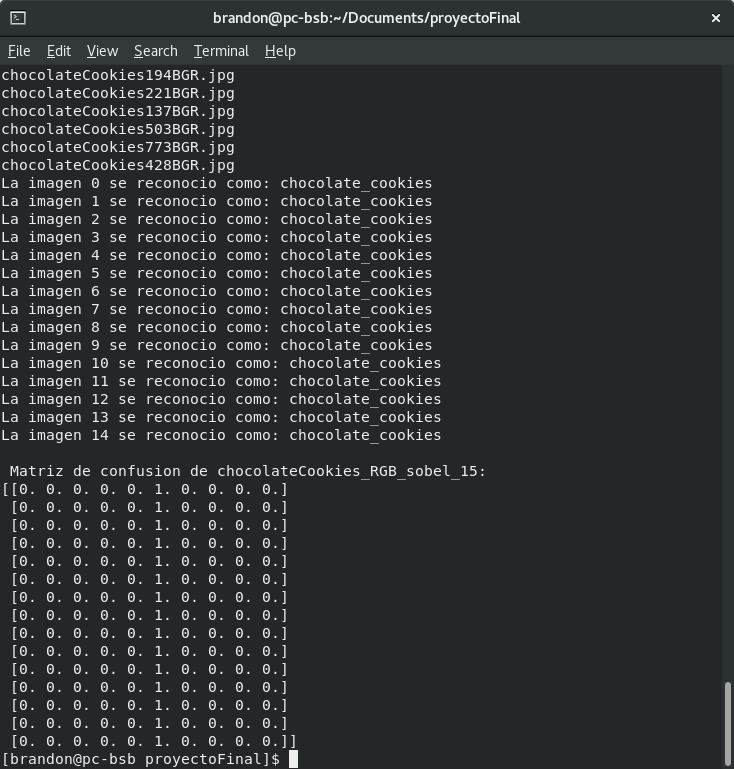 brandon@pc-bsb:~/Documents/proyectoFinal
File Edit View Search Terminal Help
chocolateCookies194BGR.jpg
chocolateCookies221BGR.jpg
chocolateCookies137BGR.jpg
chocolateCookies503BGR.jpg
chocolateCookies773BGR.jpg
chocolateCookies428BGR.jpg
La imagen 0 se reconocio como: chocolate_cookies
La imagen 1 se reconocio como: chocolate_cookies
La imagen 2 se reconocio como: chocolate_cookies
La imagen 3 se reconocio como: chocolate_cookies
La imagen 4 se reconocio como: chocolate_cookies
La imagen 5 se reconocio como: chocolate_cookies
La imagen 6 se reconocio como: chocolate_cookies
La imagen 7 se reconocio como: chocolate_cookies
La imagen 8 se reconocio como: chocolate_cookies
La imagen 9 se reconocio como: chocolate_cookies
La imagen 10 se reconocio como: chocolate_cookies
La imagen 11 se reconocio como: chocolate_cookies
La imagen 12 se reconocio como: chocolate_cookies
La imagen 13 se reconocio como: chocolate_cookies
La imagen 14 se reconocio como: chocolate_cookies
Matriz de confusion de chocolateCookies_RGB_sobel_15:
[[0. 0. 0. 0. 0. 1. 0. 0. 0. 0.]
[0. 0. 0. 0. 0. 1. 0. 0. 0. 0.]
[0. 0. 0. 0. 0. 1. 0. 0. 0. 0.]
[0. 0. 0. 0. 0. 1. 0. 0. 0. 0.]
[0. 0. 0. 0. 0. 1. 0. 0. 0. 0.]
[0. 0. 0. 0. 0. 1. 0. 0. 0. 0.]
[0. 0. 0. 0. 0. 1. 0. 0. 0. 0.]
[0. 0. 0. 0. 0. 1. 0. 0. 0. 0.]
[0. 0. 0. 0. 0. 1. 0. 0. 0. 0.]
[0. 0. 0. 0. 0. 1. 0. 0. 0. 0.]
[0. 0. 0. 0. 0. 1. 0. 0. 0. 0.]
[0. 0. 0. 0. 0. 1. 0. 0. 0. 0.]
[0. 0. 0. 0. 0. 1. 0. 0. 0. 0.]
[0. 0. 0. 0. 0. 1. 0. 0. 0. 0.]
[0. 0. 0. 0. 0. 1. 0. 0. 0. 0.]]
[brandon@pc-bsb proyectoFinal]$